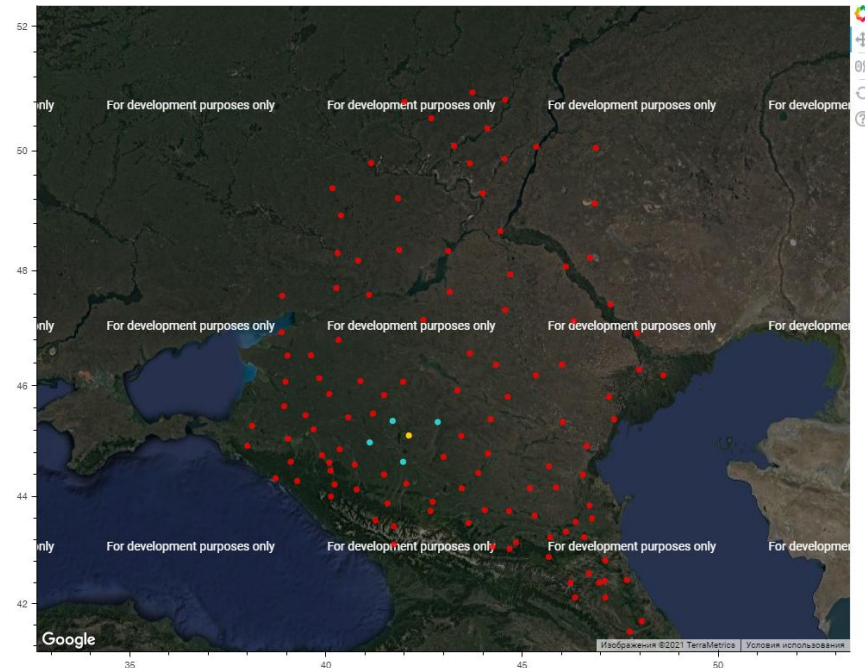 52
nly For development purposes only For development purposes only For development purposes only For developmen
50
48
nly For development purposes only For development purposes only For development purposes only For developmen
46
44
nly For development purposes only For development purposes only For development purposes only For developmen
42
Google
Изображения ©2021 TerraMetrics Условия использования
35 40 45 50